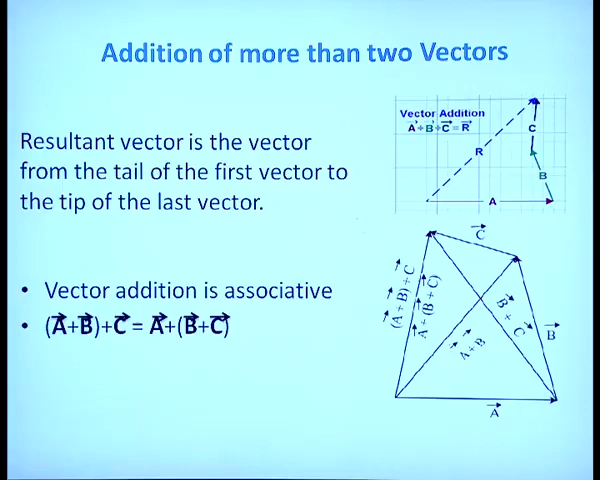 Addition of more than two Vectors
Resultant vector is the vector
from the tail of the first vector to
the tip of the last vector.
• Vector addition is associative
• (A⃗+B⃗)+C⃗ = A⃗+(B⃗+C⃗)
Vector Addition
A⃗+B⃗+C⃗=R⃗
C
R
B
A
C⃗
(A⃗+B⃗)+C⃗
A⃗+(B⃗+C⃗)
B⃗+C⃗
A⃗+B⃗
B⃗
A⃗